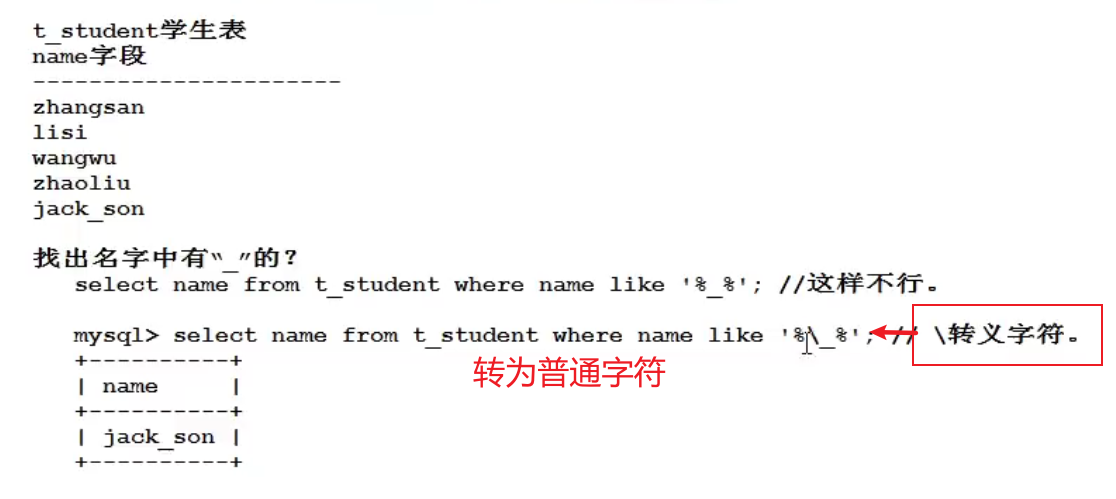 t_student学生表
name字段
----------------------
zhangsan
lisi
wangwu
zhaoliu
jack_son
找出名字中有“_”的？
select name from t_student where name like '%_%'; //这样不行。
mysql> select name from t_student where name like '%\_%'; // \转义字符。
转为普通字符
+----------+
| name     |
+----------+
| jack_son |
+----------+